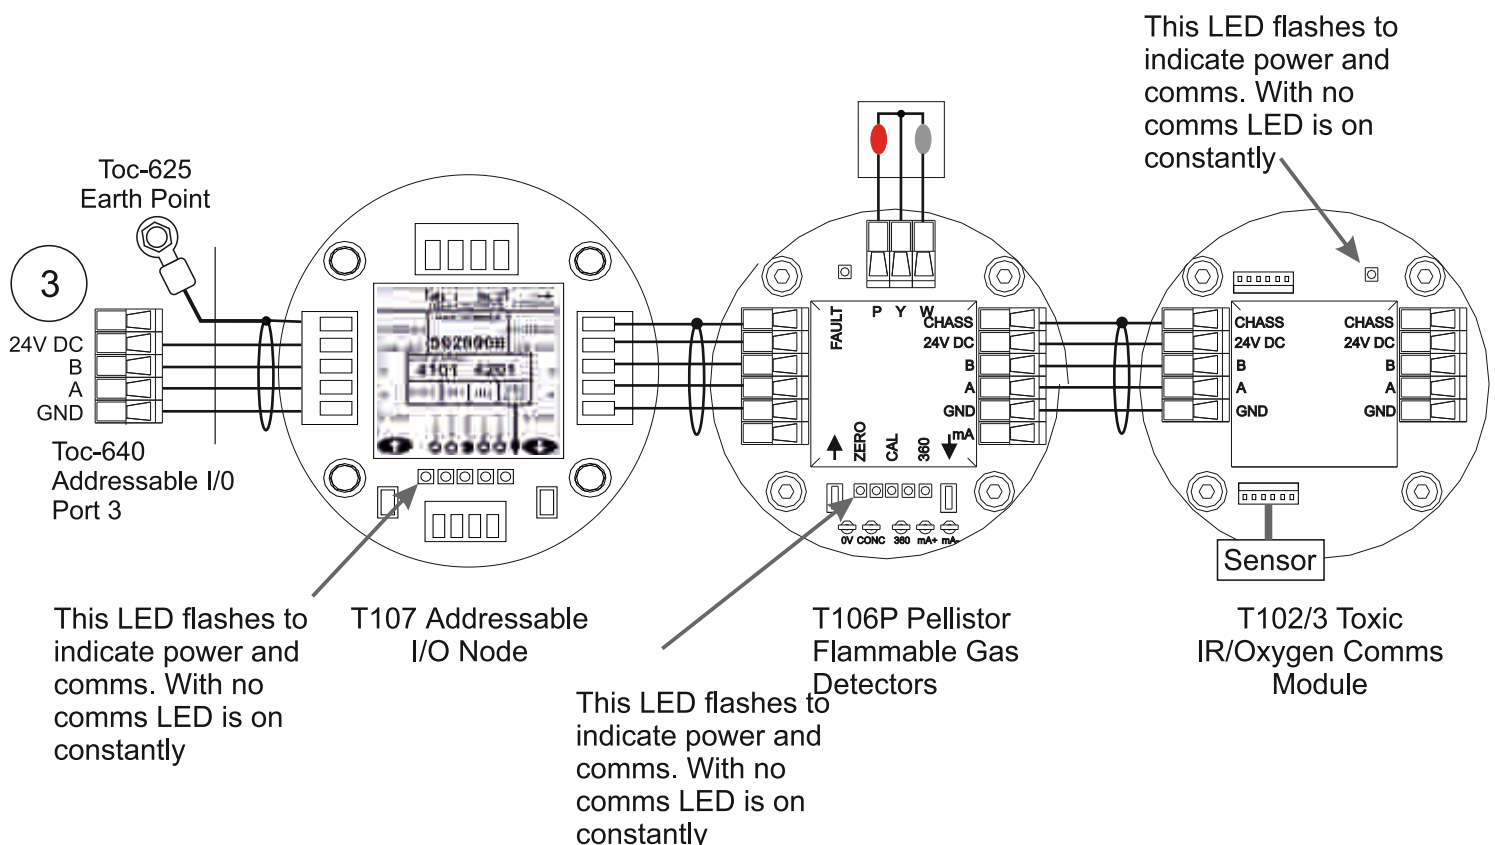 This LED flashes to
indicate power and
comms. With no
comms LED is on
constantly
Toc-625
Earth Point
3
24V DC
B
A
GND
Toc-640
Addressable I/0
Port 3
4101 4201
FAULT
P Y W
CHASS
24V DC
B
A
GND
mA
ZERO
CAL
360
0V CONC 360 mA+ mA-
CHASS
24V DC
B
A
GND
CHASS
24V DC
B
A
GND
Sensor
This LED flashes to
indicate power and
comms. With no
comms LED is on
constantly
T107 Addressable
I/O Node
This LED flashes to
indicate power and
comms. With no
comms LED is on
constantly
T106P Pellistor
Flammable Gas
Detectors
T102/3 Toxic
IR/Oxygen Comms
Module